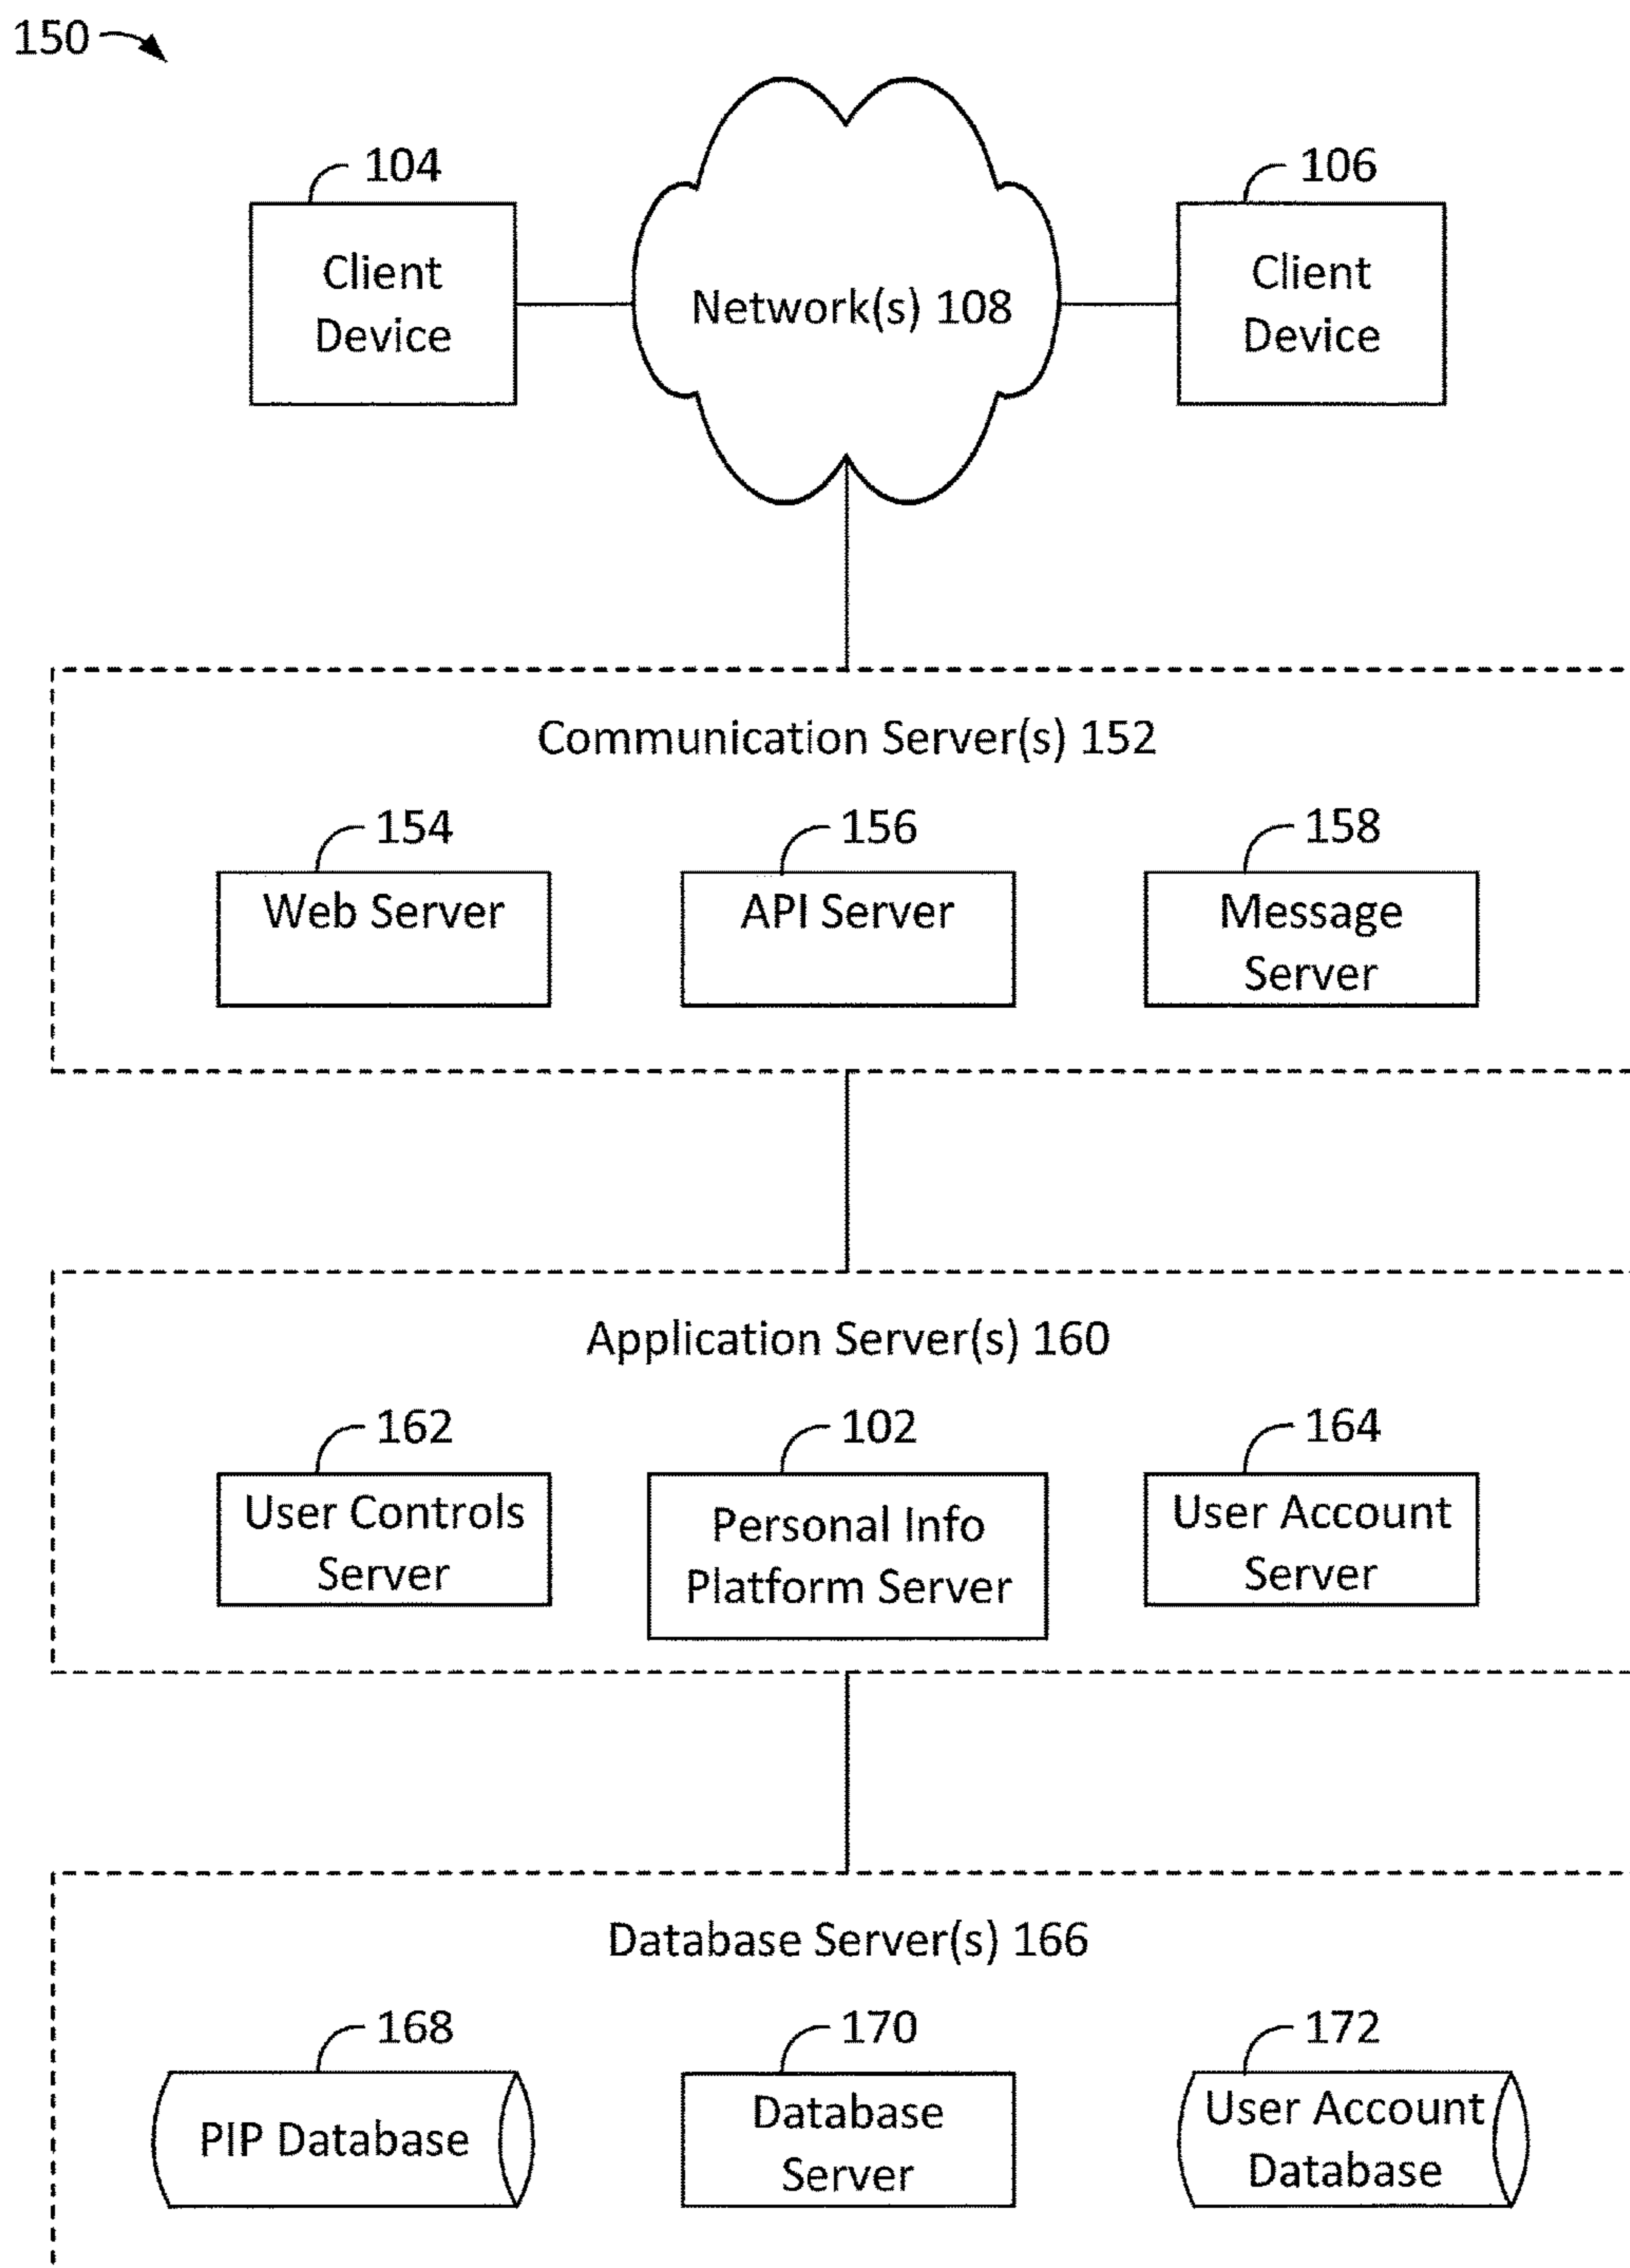 150
104
106
Client
Device
Network(s) 108
Client
Device
Communication Server(s) 152
154
156
158
Web Server
API Server
Message
Server
Application Server(s) 160
162
102
164
User Controls
Server
Personal Info
Platform Server
User Account
Server
Database Server(s) 166
168
170
172
PIP Database
Database
Server
User Account
Database